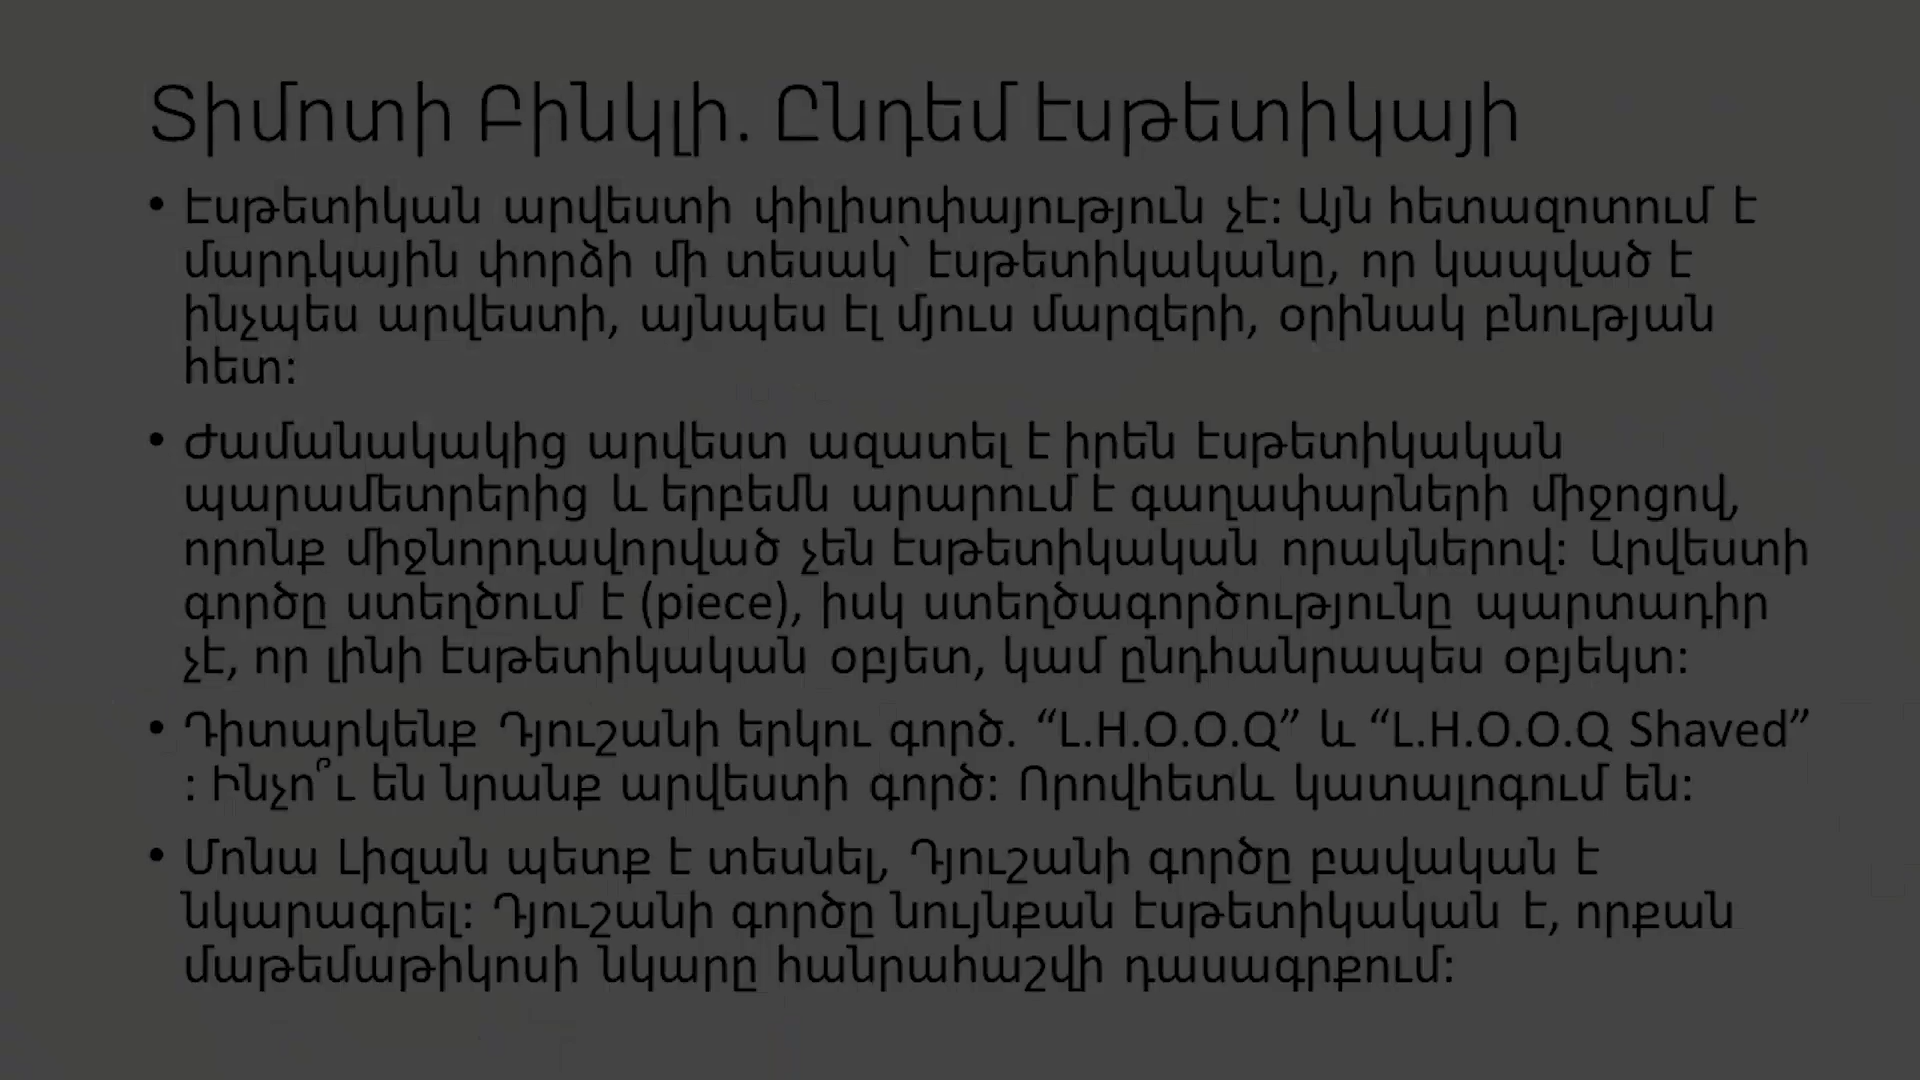 Տիմոտի Բինկլի. Ընդեմ էսթետիկայի
• Էսթետիկան արվեստի փիլիսոփայություն չէ: Այն հետազոտում է
մարդկային փորձի մի տեսակ՝ էսթետիկականը, որ կապված է
ինչպես արվեստի, այնպես էլ մյուս մարզերի, օրինակ բնության
հետ:
• Ժամանակակից արվեստ ազատել է իրեն էսթետիկական
պարամետրերից և երբեմն արարում է գաղափարների միջոցով,
որոնք միջնորդավորված չեն էսթետիկական որակներով: Արվեստի
գործը ստեղծում է (piece), իսկ ստեղծագործությունը պարտադիր
չէ, որ լինի էսթետիկական օբյետ, կամ ընդհանրապես օբյեկտ:
• Դիտարկենք Դյուշանի երկու գործ. “L.H.O.O.Q” և “L.H.O.O.Q Shaved”
: Ինչո՞ւ են նրանք արվեստի գործ: Որովհետև կատալոգում են:
• Մոնա Լիզան պետք է տեսնել, Դյուշանի գործը բավական է
նկարագրել: Դյուշանի գործը նույնքան էսթետիկական է, որքան
մաթեմաթիկոսի նկարը հանրահաշվի դասագրքում: